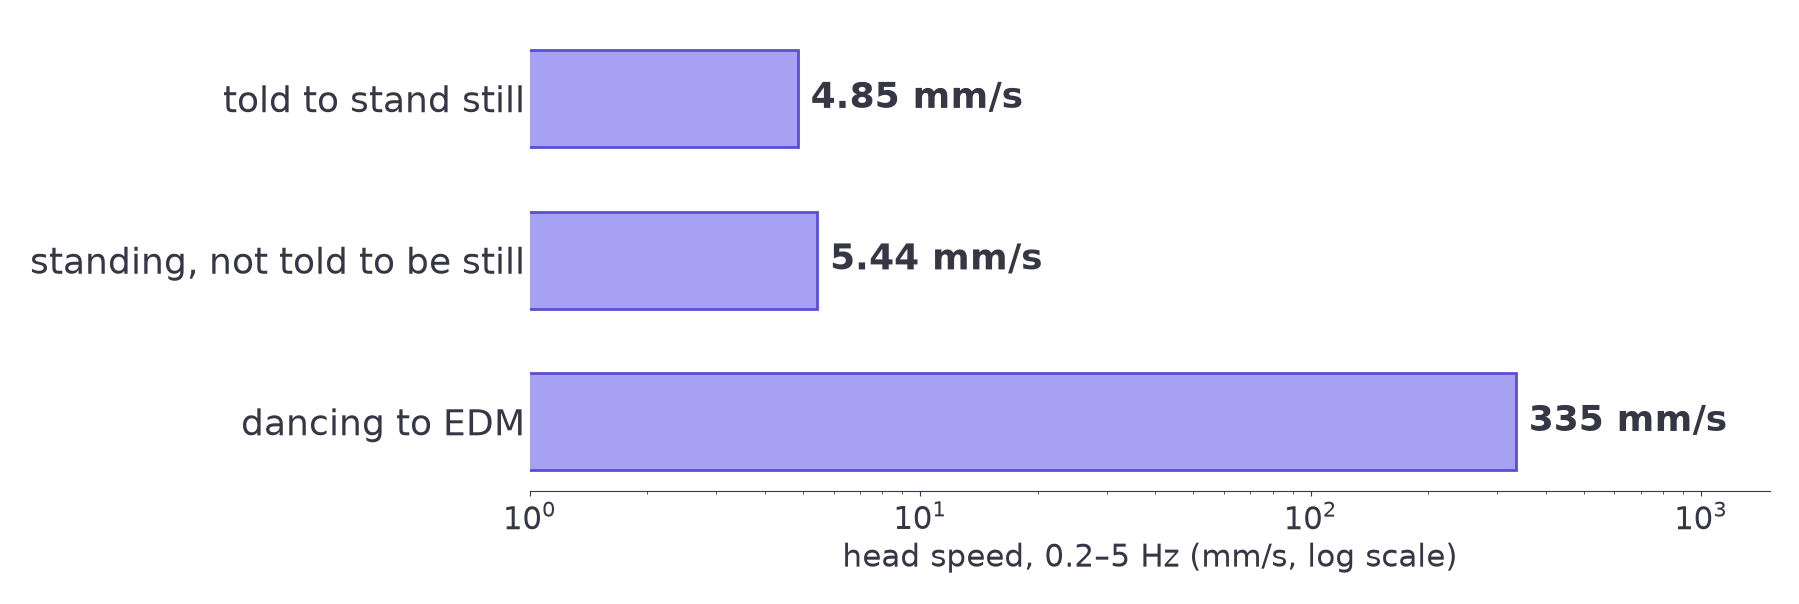 told to stand still 4.85 mm/s
standing, not told to be still 5.44 mm/s
dancing to EDM 335 mm/s
10⁰ 10¹ 10² 10³
head speed, 0.2–5 Hz (mm/s, log scale)